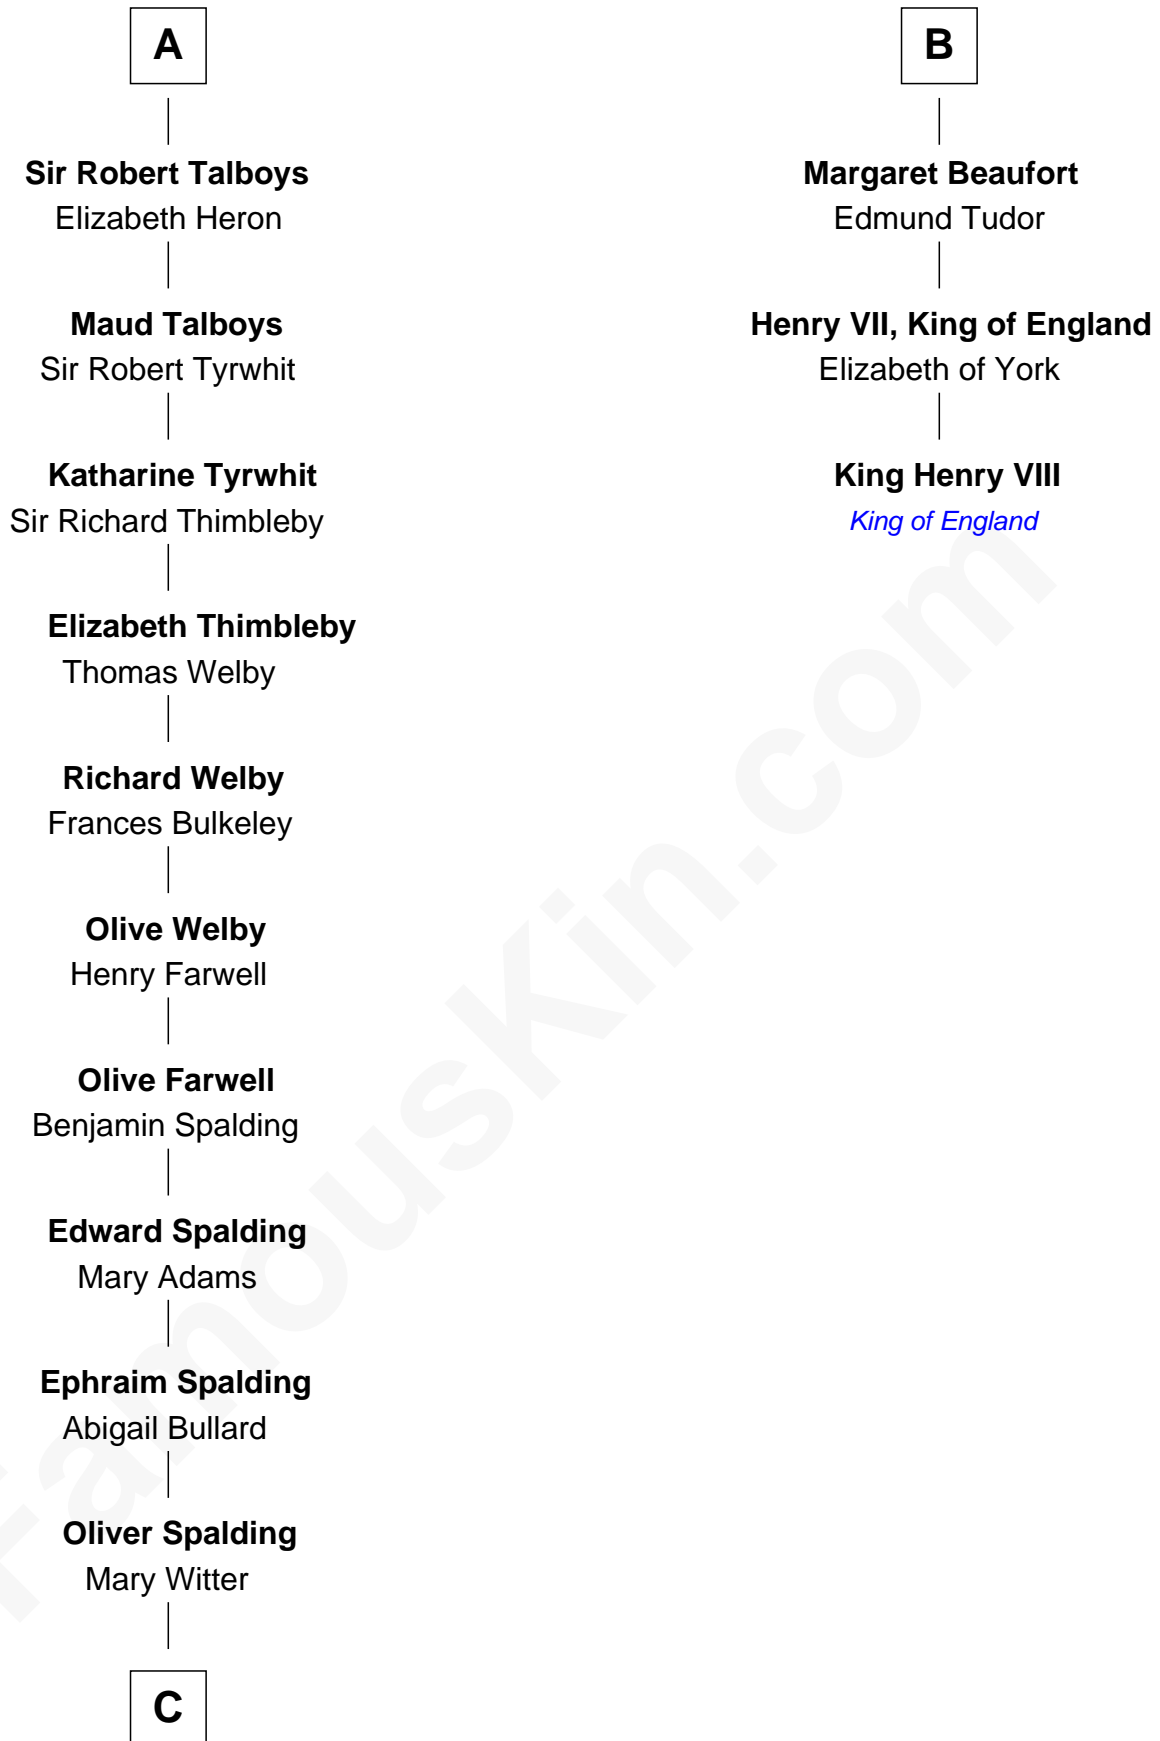 A
Sir Robert Talboys
Elizabeth Heron
Maud Talboys
Sir Robert Tyrwhit
Katharine Tyrwhit
Sir Richard Thimbleby
Elizabeth Thimbleby
Thomas Welby
Richard Welby
Frances Bulkeley
Olive Welby
Henry Farwell
Olive Farwell
Benjamin Spalding
Edward Spalding
Mary Adams
Ephraim Spalding
Abigail Bullard
Oliver Spalding
Mary Witter
C
B
Margaret Beaufort
Edmund Tudor
Henry VII, King of England
Elizabeth of York
King Henry VIII
King of England
FamousKin.com